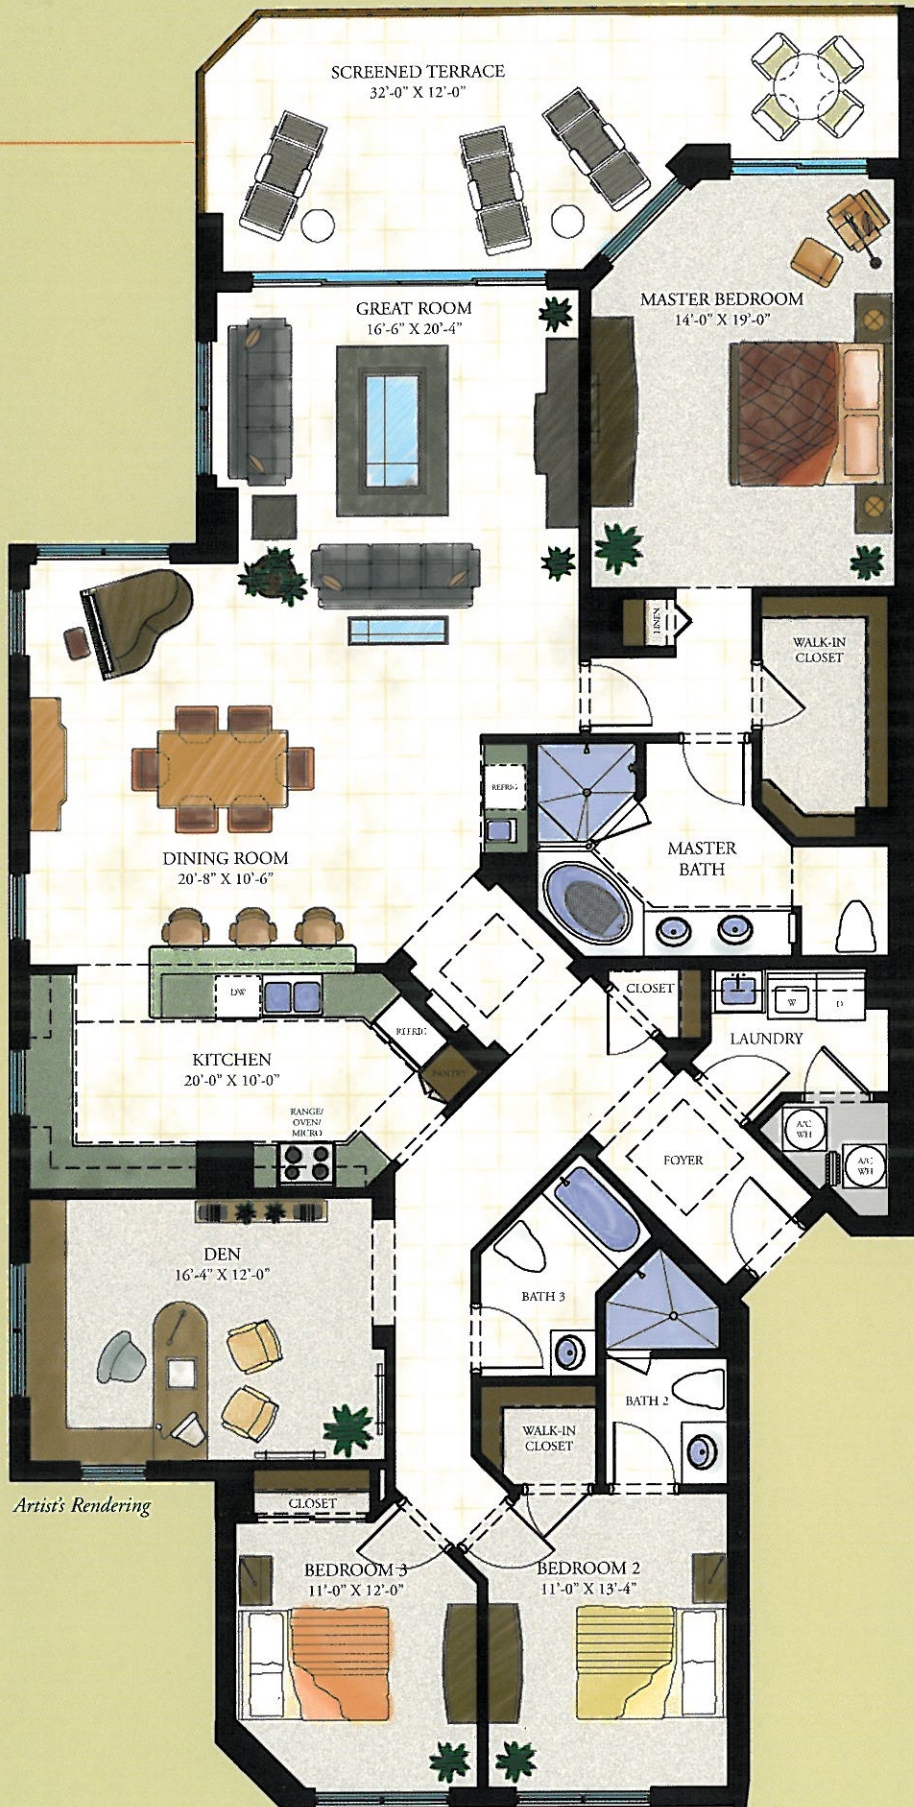 SCREENED TERRACE
32'-0" X 12'-0"
GREAT ROOM
16'-6" X 20'-4"
MASTER BEDROOM
14'-0" X 19'-0"
LINEN
WALK-IN
CLOSET
REFRIG
MASTER
BATH
DINING ROOM
20'-8" X 10'-6"
DW
REFRIG
CLOSET
W
D
LAUNDRY
KITCHEN
20'-0" X 10'-0"
PANTRY
RANGE/
OVEN/
MICRO
A/C
WH
A/C
WH
FOYER
DEN
16'-4" X 12'-0"
BATH 3
BATH 2
WALK-IN
CLOSET
Artist's Rendering
CLOSET
BEDROOM 3
11'-0" X 12'-0"
BEDROOM 2
11'-0" X 13'-4"